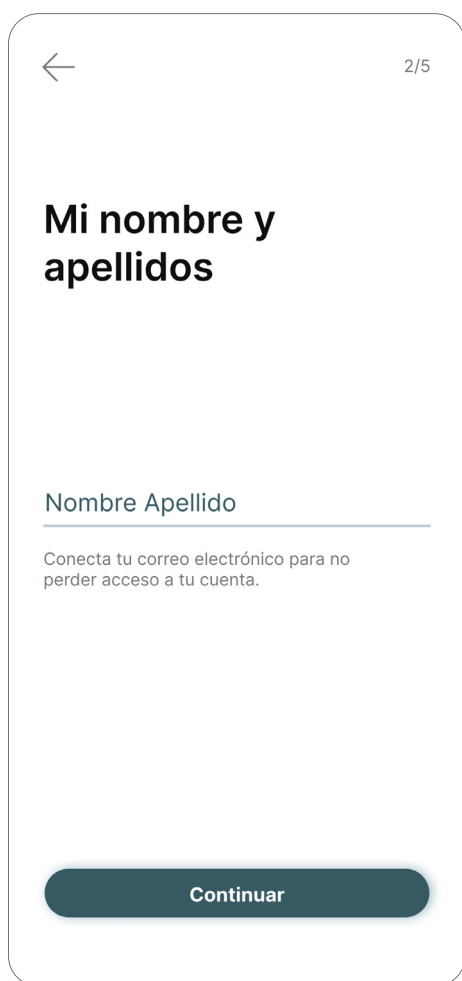 2/5
Mi nombre y
apellidos
Nombre Apellido
Conecta tu correo electrónico para no
perder acceso a tu cuenta.
Continuar